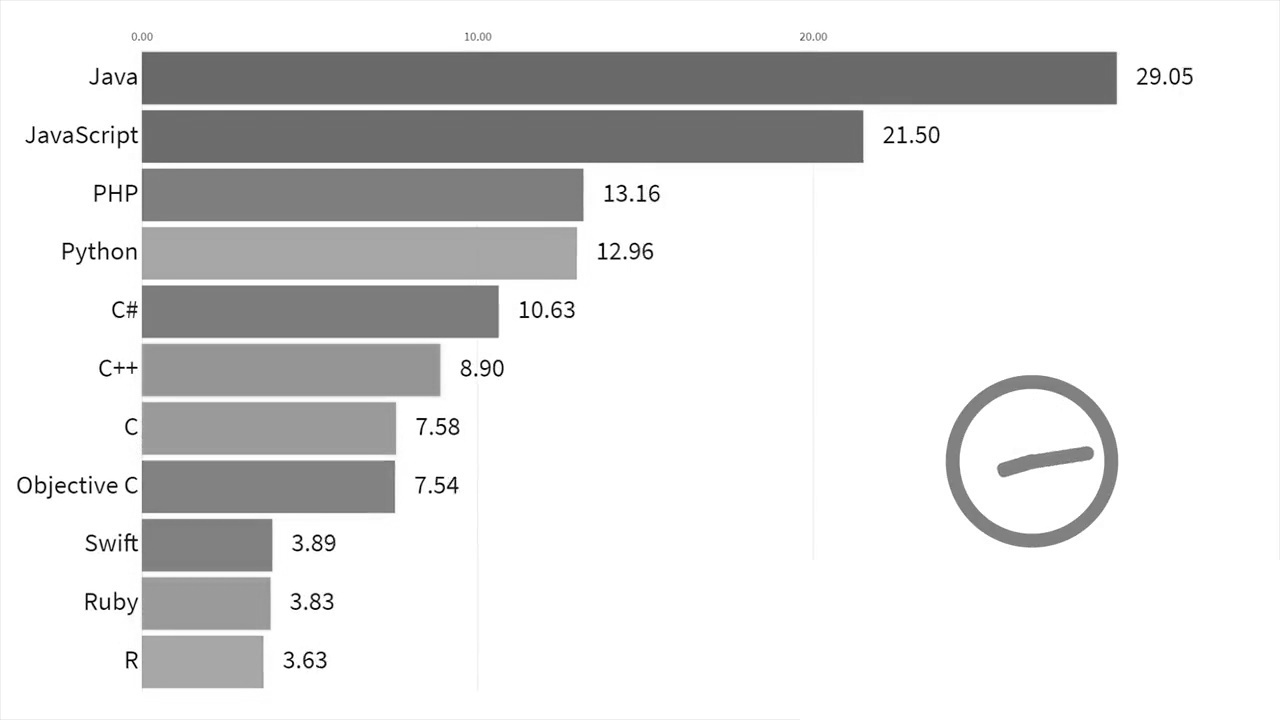 0.00 10.00 20.00
Java 29.05
JavaScript 21.50
PHP 13.16
Python 12.96
C# 10.63
C++ 8.90
C 7.58
Objective C 7.54
Swift 3.89
Ruby 3.83
R 3.63